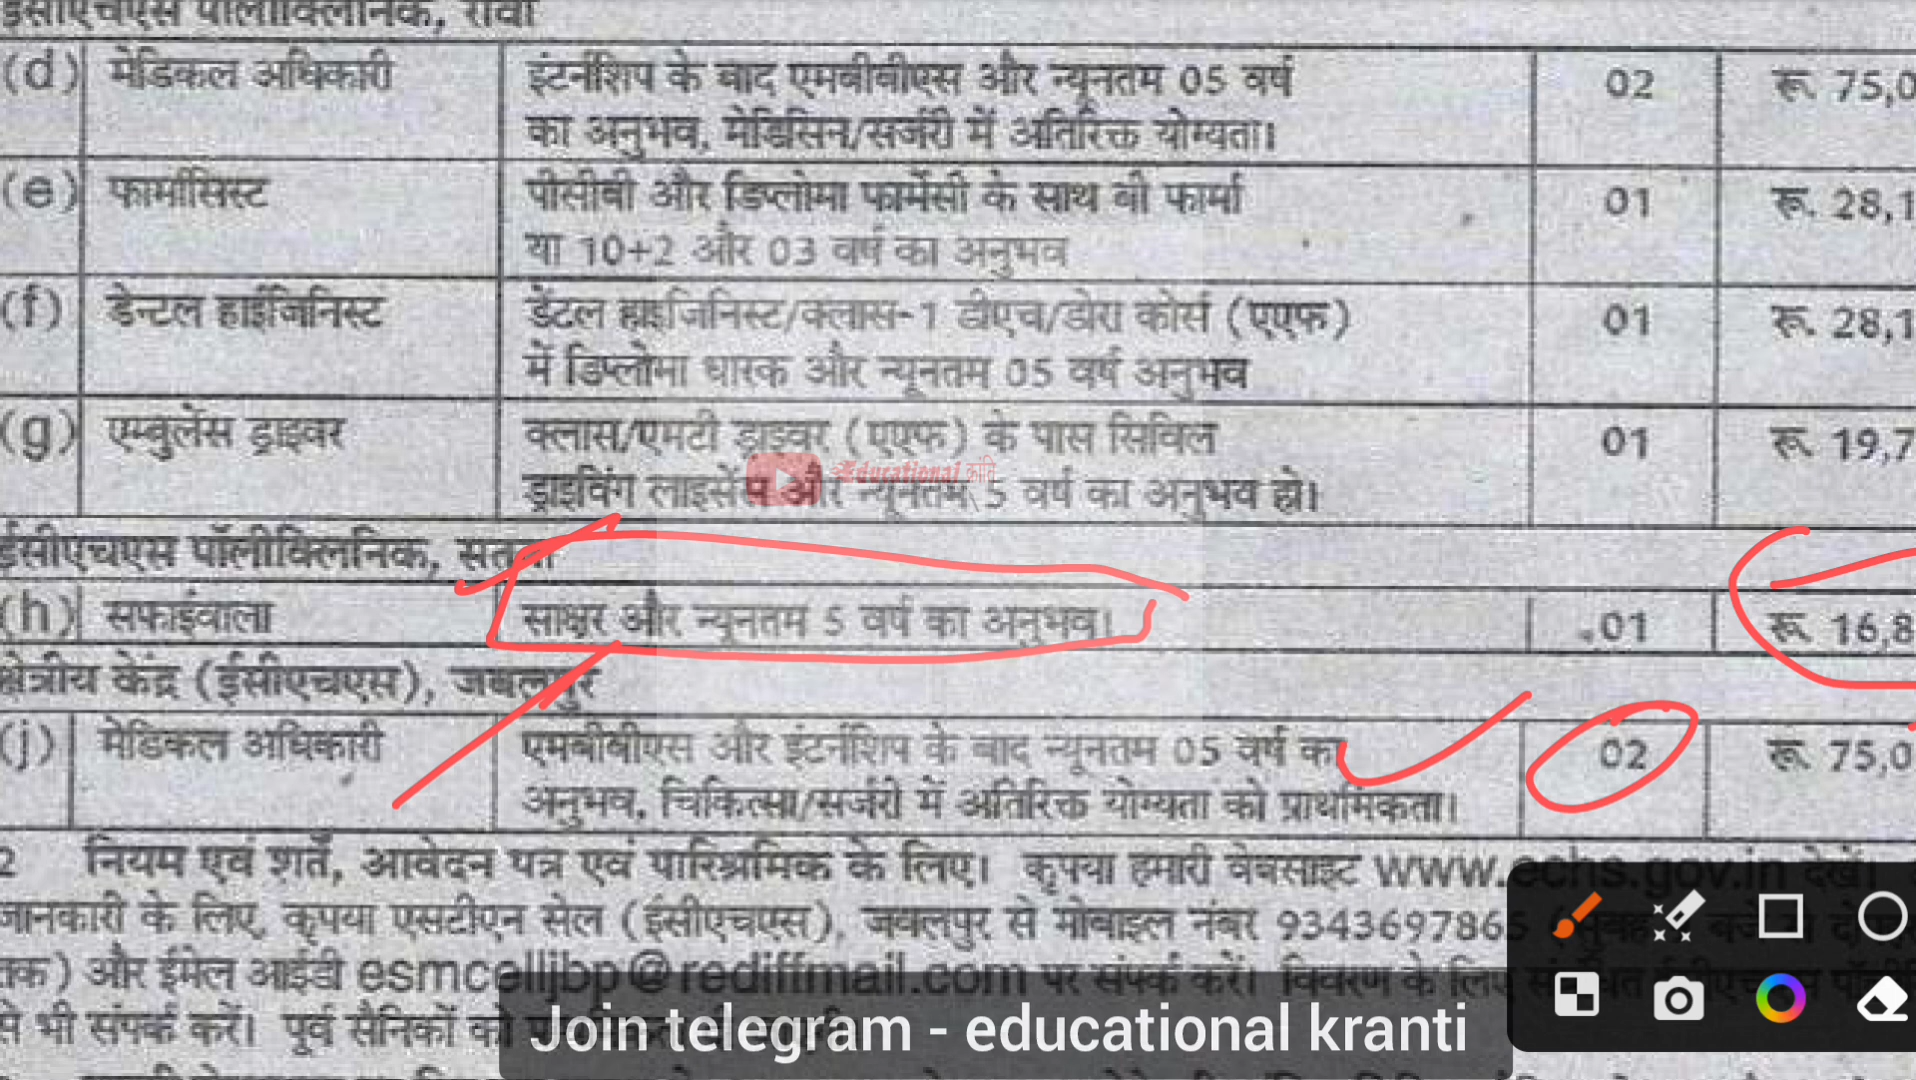 ईसीएचएस पॉलीक्लिनिक, रीवा
(d) मेडिकल अधिकारी इंटर्नशिप के बाद एमबीबीएस और न्यूनतम 05 वर्ष 02 रू. 75,0
का अनुभव, मेडिसिन/सर्जरी में अतिरिक्त योग्यता।
(e) फार्मासिस्ट पीसीबी और डिप्लोमा फार्मेसी के साथ बी फार्मा 01 रू. 28,1
या 10+2 और 03 वर्ष का अनुभव
(f) डेन्टल हाईजिनिस्ट डेंटल हाइजिनिस्ट/क्लास-1 डीएच/डोरा कोर्स (एएफ) 01 रू. 28,1
में डिप्लोमा धारक और न्यूनतम 05 वर्ष अनुभव
(g) एम्बुलेंस ड्राइवर क्लास/एमटी ड्राइवर (एएफ) के पास सिविल 01 रू. 19,7
Educational क्रांति
ड्राइविंग लाइसेंस और न्यूनतम 5 वर्ष का अनुभव हो।
ईसीएचएस पॉलीक्लिनिक, सतना
(h) सफाईवाला साक्षर और न्यूनतम 5 वर्ष का अनुभव। 01 रू. 16,8
क्षेत्रीय केंद्र (ईसीएचएस), जबलपुर
(j) मेडिकल अधिकारी एमबीबीएस और इंटर्नशिप के बाद न्यूनतम 05 वर्ष का 02 रू. 75,0
अनुभव, चिकित्सा/सर्जरी में अतिरिक्त योग्यता को प्राथमिकता।
2 नियम एवं शर्तें, आवेदन पत्र एवं पारिश्रमिक के लिए। कृपया हमारी वेबसाइट www.echs.gov.in देखें।
जानकारी के लिए, कृपया एसटीएन सेल (ईसीएचएस), जबलपुर से मोबाइल नंबर 9343697865 (सुबह
तक) और ईमेल आईडी esmcelljbp@rediffmail.com पर संपर्क करें। विवरण के लिए संबंधित
से भी संपर्क करें। पूर्व सैनिकों को
Join telegram - educational kranti